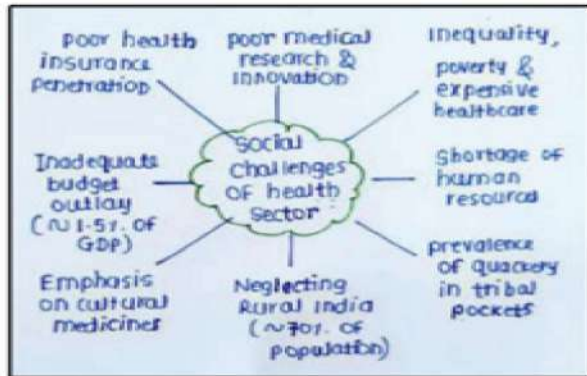 poor health
insurance
penetration
poor medical
research &
innovation
Inequality,
poverty &
expensive
healthcare
Social
challenges
of health
Sector
Inadequate
budget
outlay
(~1.5%. of
GDP)
Shortage of
human
resource
Emphasis
on cultural
medicines
Neglecting
Rural India
(~70%. of
population)
prevalence
of quackery
in tribal
pockets